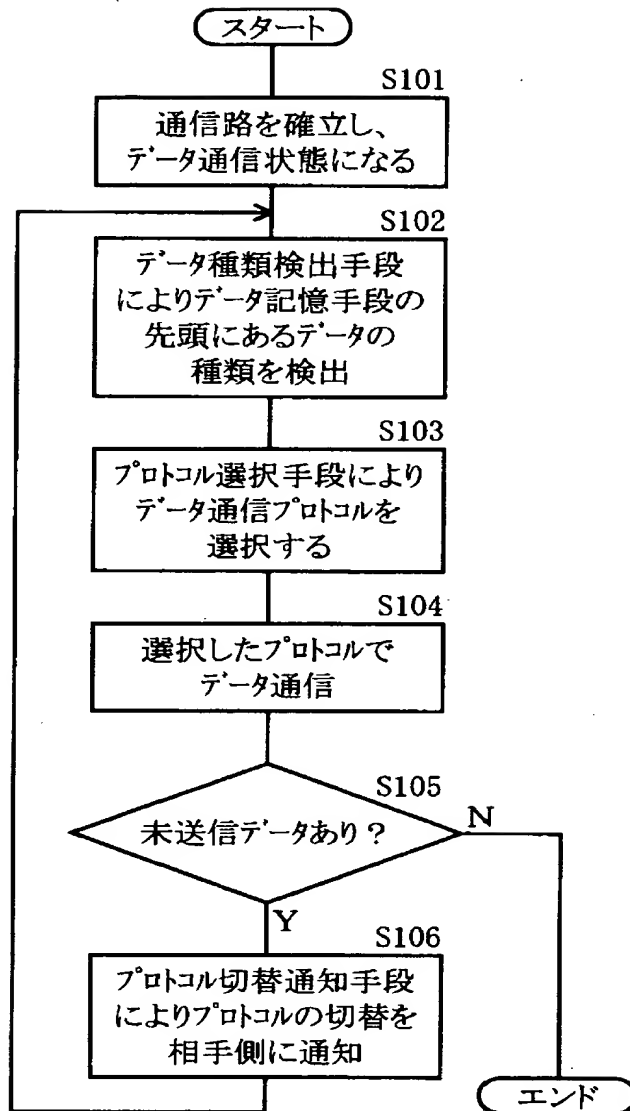 スタート
S101
通信路を確立し、
データ通信状態になる
S102
データ種類検出手段
によりデータ記憶手段の
先頭にあるデータの
種類を検出
S103
プロトコル選択手段により
データ通信プロトコルを
選択する
S104
選択したプロトコルで
データ通信
S105
未送信データあり？
N
Y
S106
プロトコル切替通知手段
によりプロトコルの切替を
相手側に通知
エンド